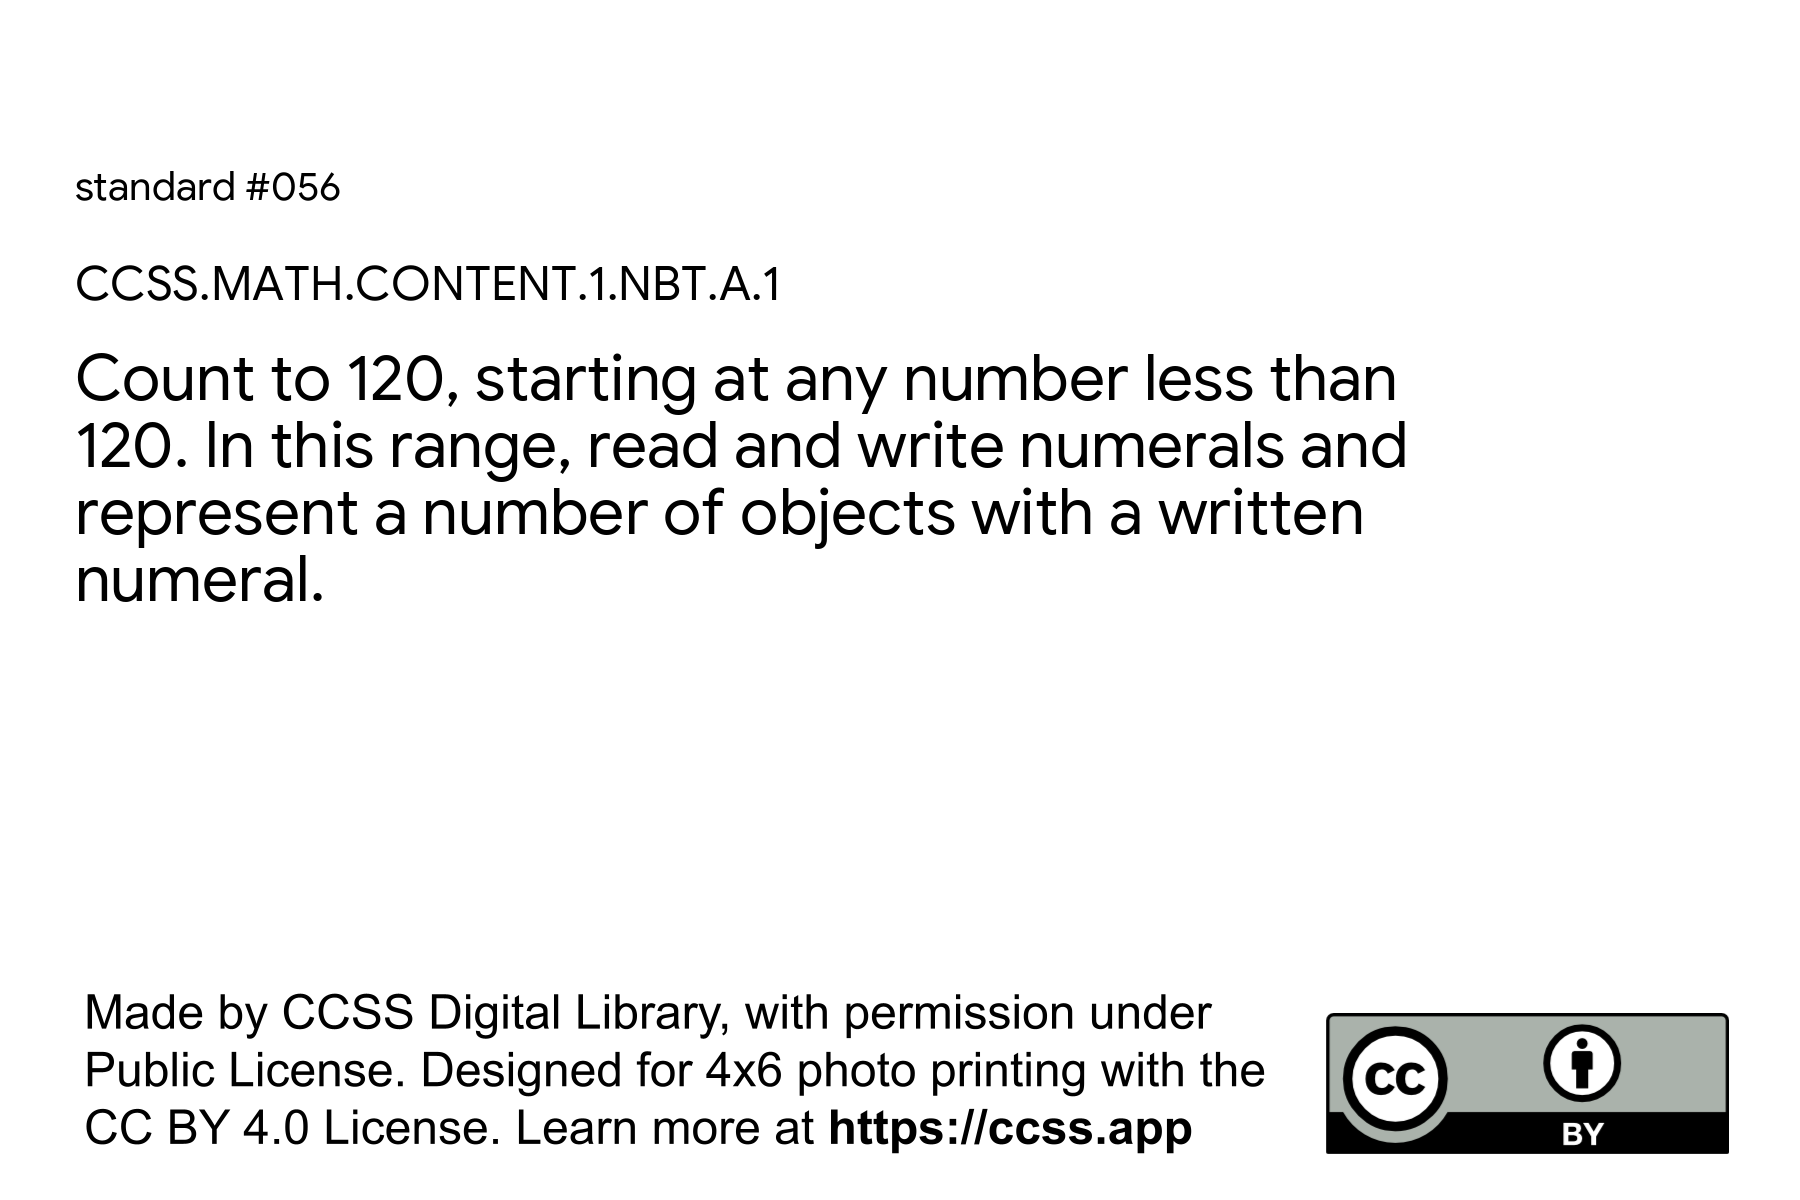 standard #056
CCSS.MATH.CONTENT.1.NBT.A.1
Count to 120, starting at any number less than
120. In this range, read and write numerals and
represent a number of objects with a written
numeral.
Made by CCSS Digital Library, with permission under
Public License. Designed for 4x6 photo printing with the
CC BY 4.0 License. Learn more at https://ccss.app
CC
BY